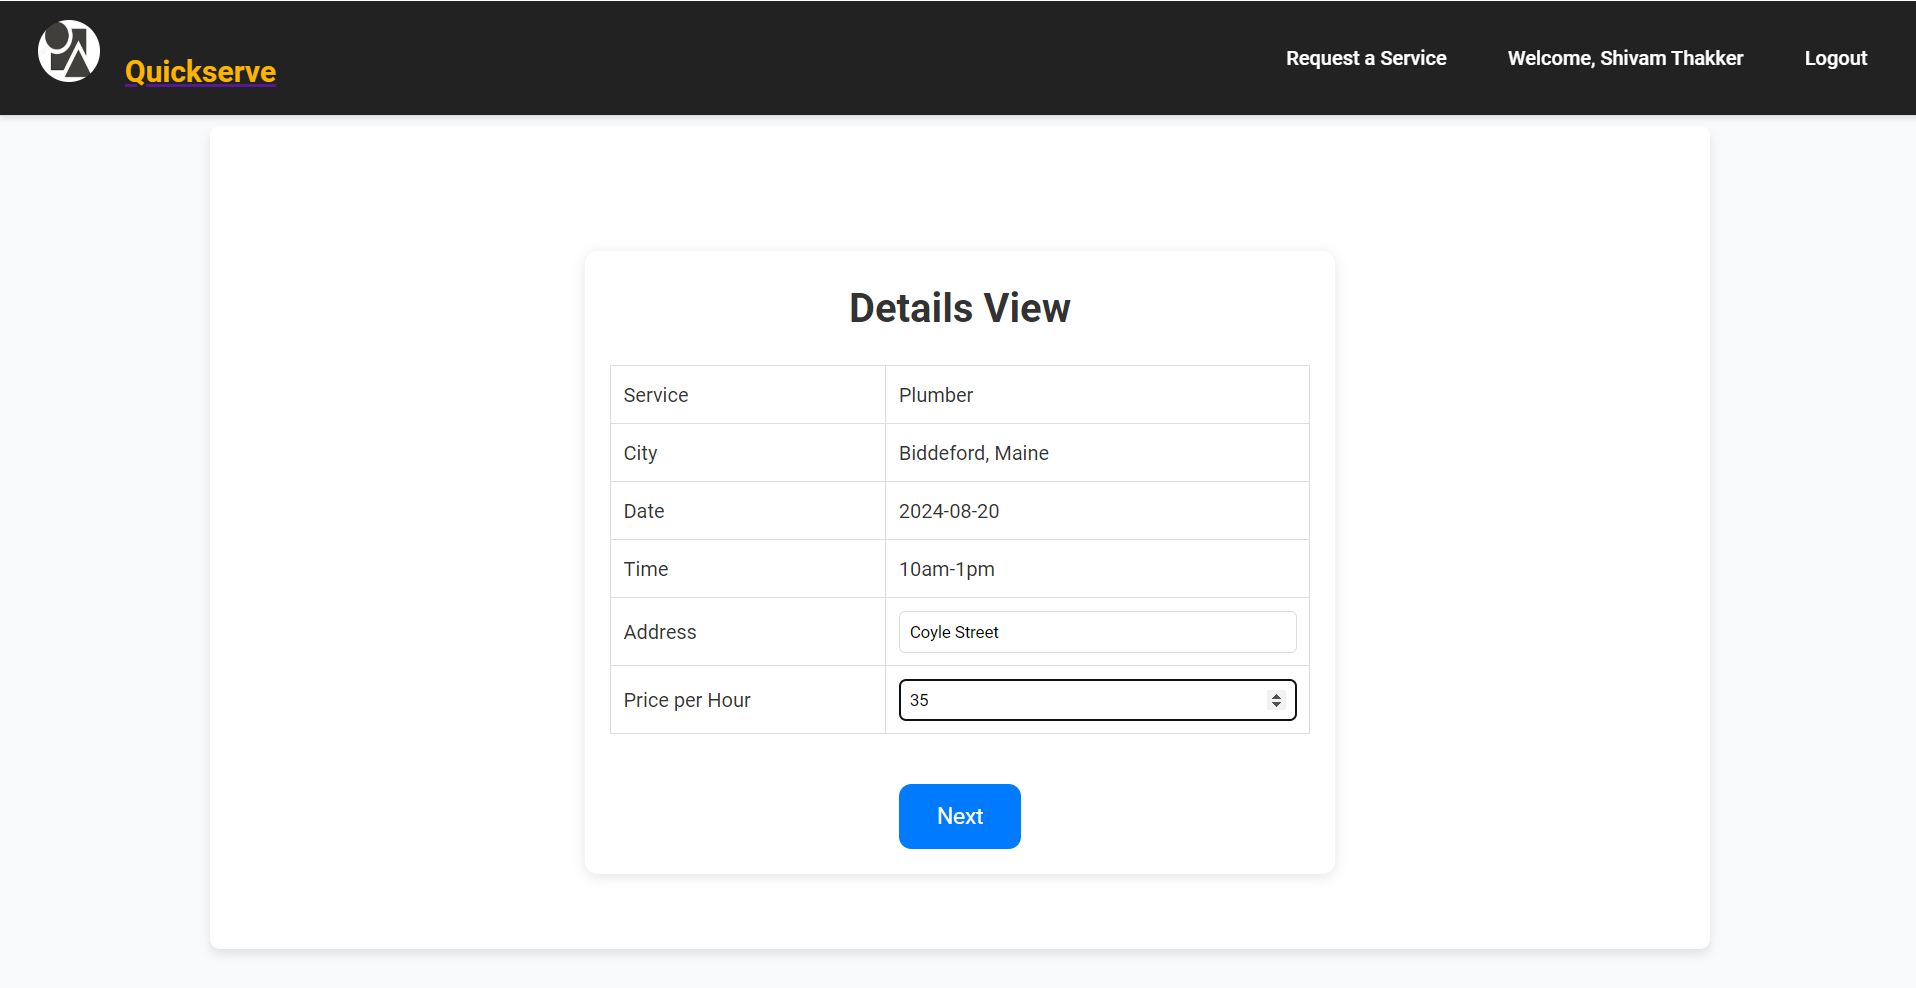 Quickserve
Request a Service
Welcome, Shivam Thakker
Logout
Details View
Service Plumber
City Biddeford, Maine
Date 2024-08-20
Time 10am-1pm
Address Coyle Street
Price per Hour 35
Next